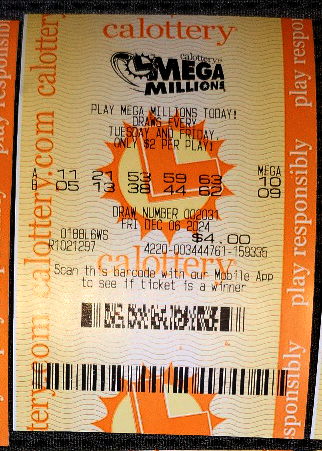 calottery
calottery
MEGA
MILLIONS
PLAY MEGA MILLIONS TODAY!
DRAWS EVERY
TUESDAY AND FRIDAY.
ONLY $2 PER PLAY!
MEGA
A 11 21 53 59 63 10
B 05 13 38 44 62 09
DRAW NUMBER 002031
FRI DEC 06 2024
$4.00
R1021297 4220-003444761-159335
calottery
Scan this barcode with our Mobile App
to see if ticket is a winner
calottery.com calottery
play responsibly play responsibly